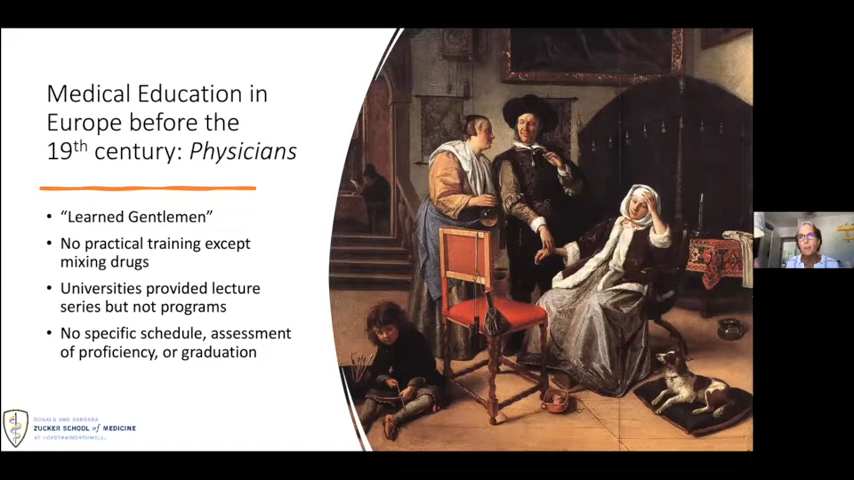 Medical Education in
Europe before the
19th century: Physicians
• “Learned Gentlemen”
• No practical training except
mixing drugs
• Universities provided lecture
series but not programs
• No specific schedule, assessment
of proficiency, or graduation
DONALD AND BARBARA
ZUCKER SCHOOL of MEDICINE
AT HOFSTRA/NORTHWELL